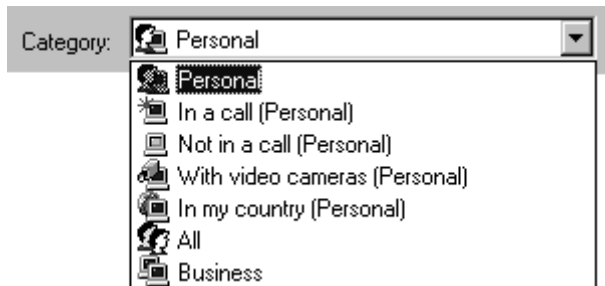 Category: Personal
Personal
In a call (Personal)
Not in a call (Personal)
With video cameras (Personal)
In my country (Personal)
All
Business